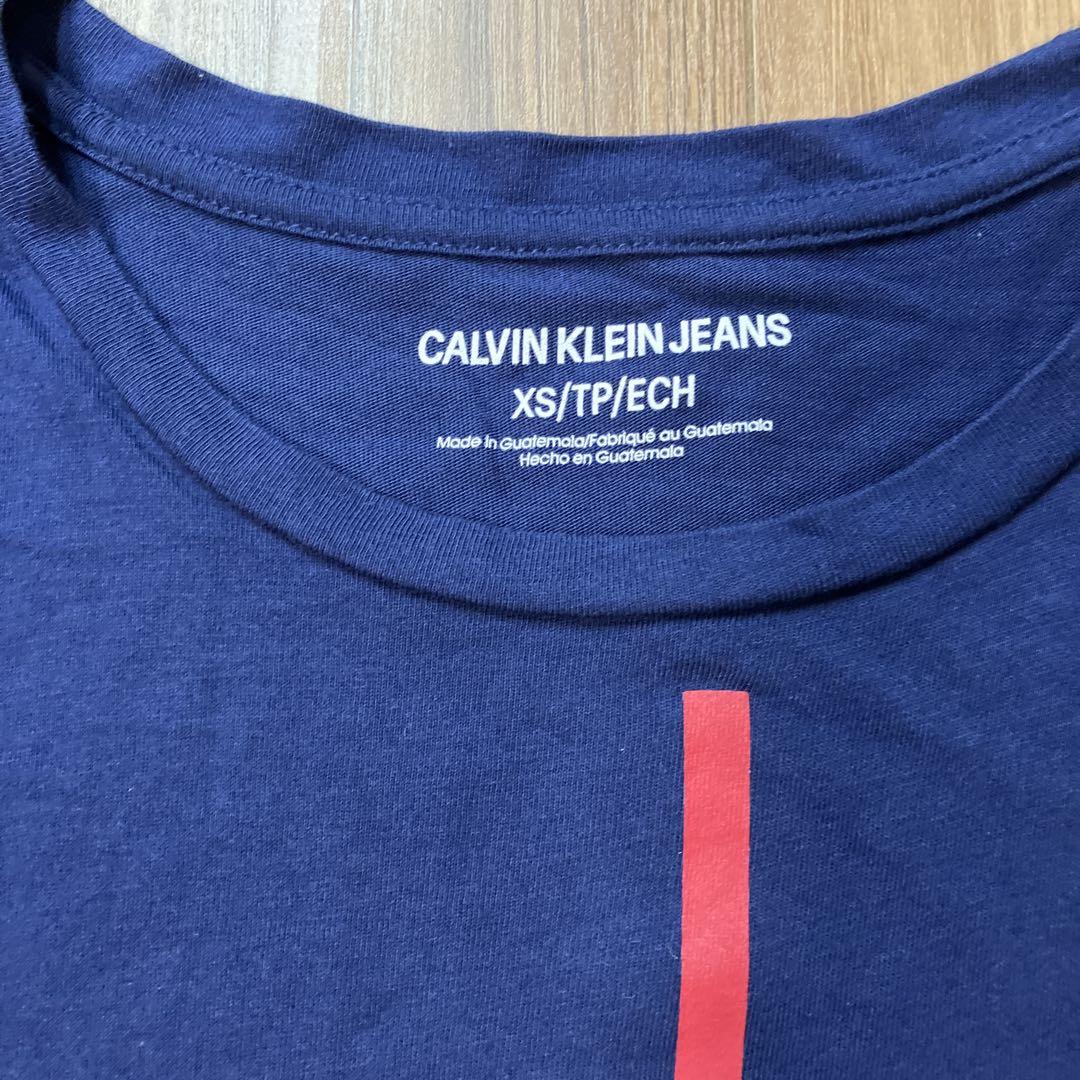 CALVIN KLEIN JEANS
XS/TP/ECH
Made in Guatemala/Fabriqué au Guatemala
Hecho en Guatemala